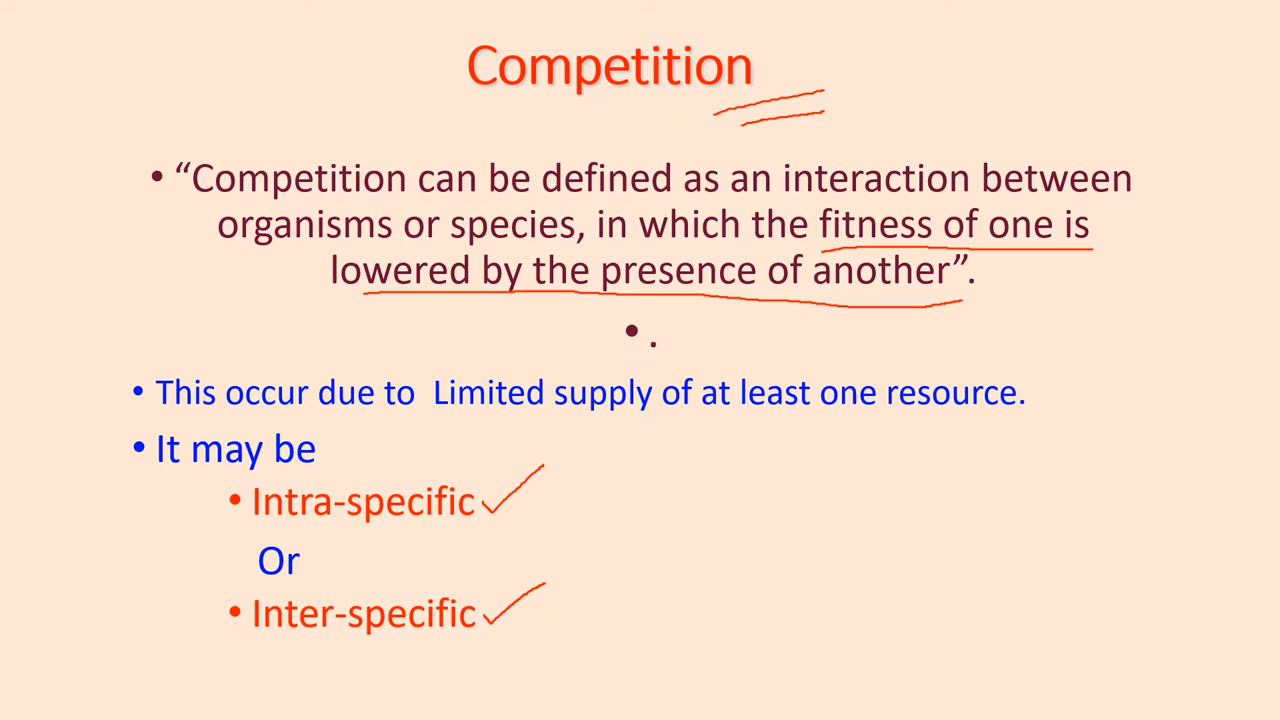 Competition
• “Competition can be defined as an interaction between
organisms or species, in which the fitness of one is
lowered by the presence of another”.
• .
• This occur due to  Limited supply of at least one resource.
• It may be
• Intra-specific
Or
• Inter-specific